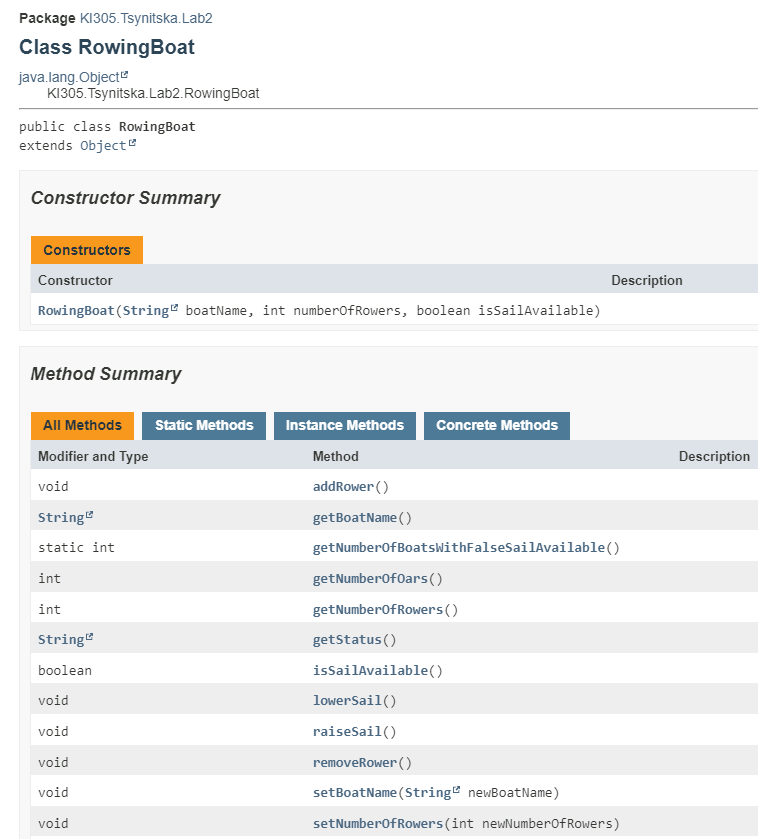 Package KI305.Tsynitska.Lab2
Class RowingBoat
java.lang.Object
KI305.Tsynitska.Lab2.RowingBoat
public class RowingBoat
extends Object
Constructor Summary
Constructors
Constructor Description
RowingBoat(String boatName, int numberOfRowers, boolean isSailAvailable)
Method Summary
All Methods Static Methods Instance Methods Concrete Methods
Modifier and Type Method Description
void addRower()
String getBoatName()
static int getNumberOfBoatsWithFalseSailAvailable()
int getNumberOfOars()
int getNumberOfRowers()
String getStatus()
boolean isSailAvailable()
void lowerSail()
void raiseSail()
void removeRower()
void setBoatName(String newBoatName)
void setNumberOfRowers(int newNumberOfRowers)